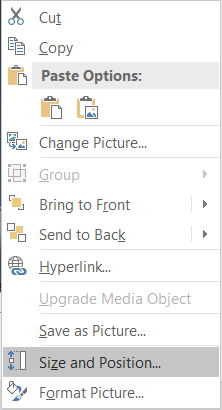 Cut
Copy
Paste Options:
Change Picture...
Group
Bring to Front
Send to Back
Hyperlink...
Upgrade Media Object
Save as Picture...
Size and Position...
Format Picture...